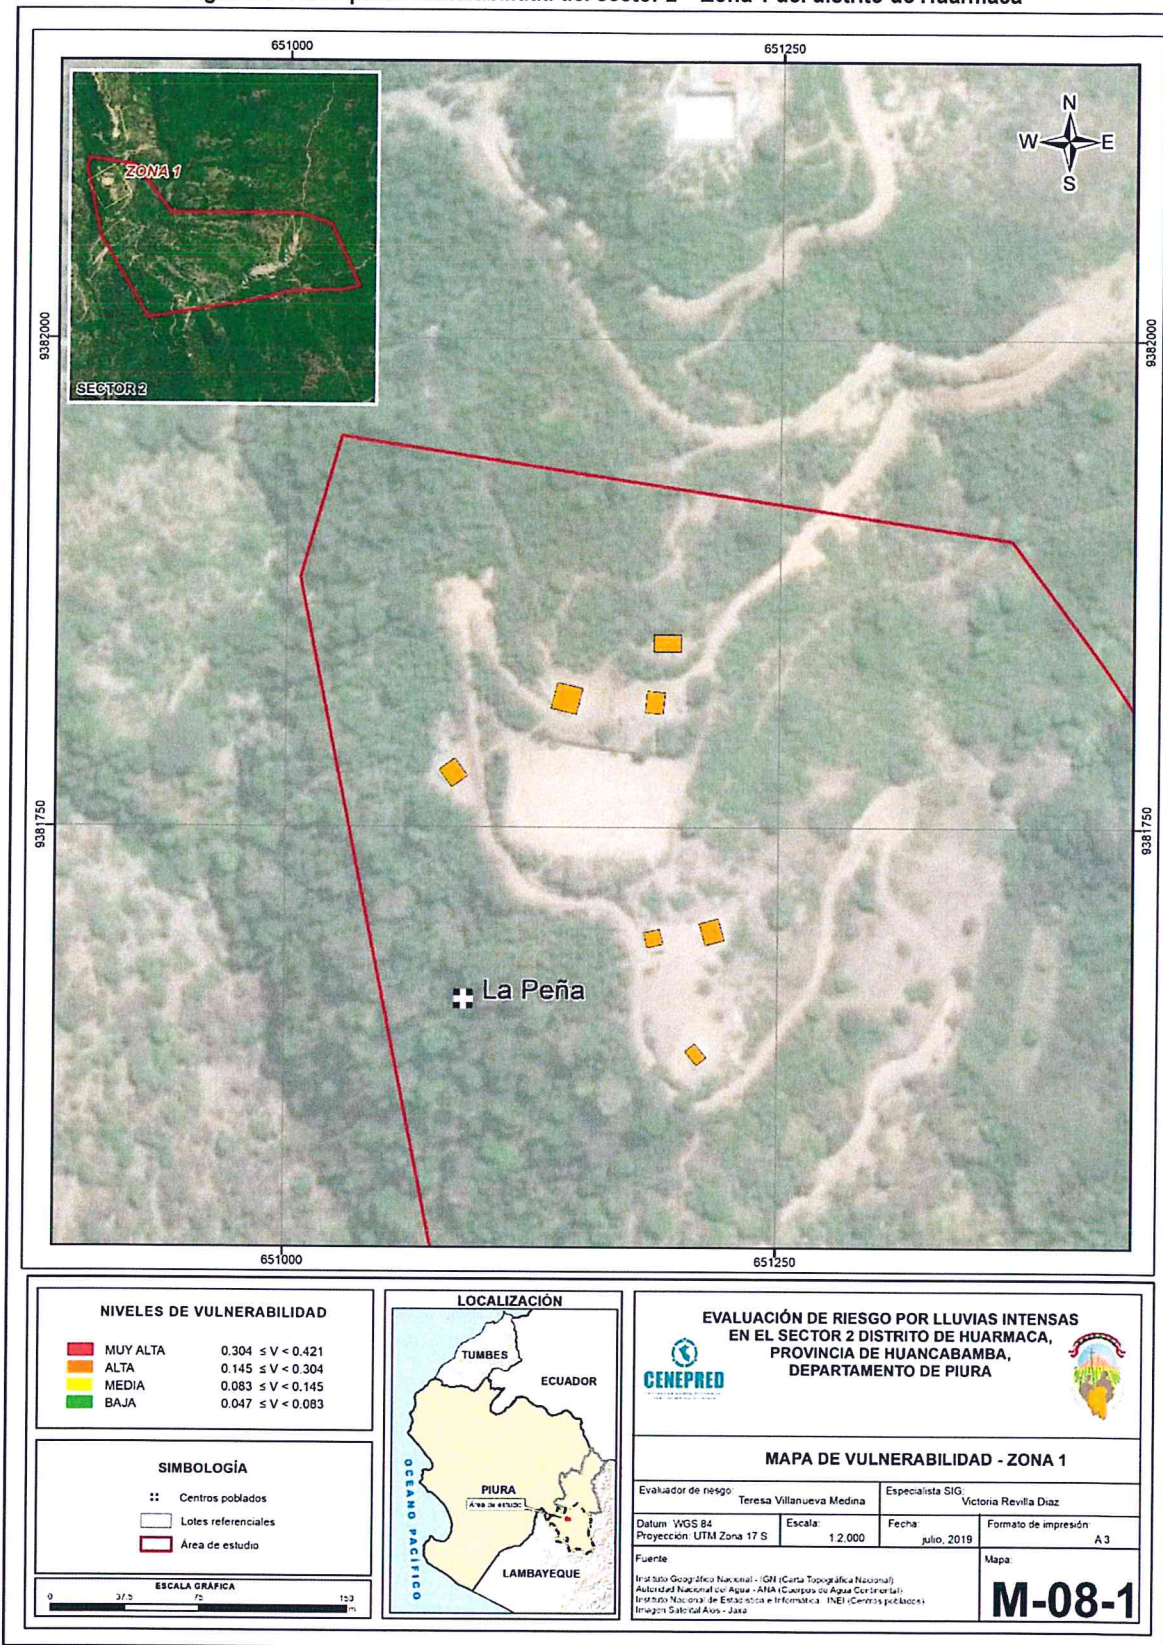 651000
651250
N
W E
S
ZONA 1
SECTOR 2
9382000
9382000
9381750
9381750
La Peña
651000
651250
NIVELES DE VULNERABILIDAD
MUY ALTA 0.304 ≤ V < 0.421
ALTA 0.145 ≤ V < 0.304
MEDIA 0.083 ≤ V < 0.145
BAJA 0.047 ≤ V < 0.083
SIMBOLOGÍA
Centros poblados
Lotes referenciales
Área de estudio
ESCALA GRÁFICA
0 37.5 75 150
m
LOCALIZACIÓN
TUMBES
ECUADOR
OCEANO PACÍFICO
PIURA
Área de estudio
LAMBAYEQUE
EVALUACIÓN DE RIESGO POR LLUVIAS INTENSAS
EN EL SECTOR 2 DISTRITO DE HUARMACA,
PROVINCIA DE HUANCABAMBA,
DEPARTAMENTO DE PIURA
CENEPRED
MAPA DE VULNERABILIDAD - ZONA 1
Evaluador de riesgo:
Teresa Villanueva Medina
Especialista SIG:
Victoria Revilla Diaz
Datum: WGS 84
Proyección: UTM Zona 17 S
Escala:
1:2,000
Fecha:
julio, 2019
Formato de impresión:
A3
Fuente:
Instituto Geográfico Nacional - IGN (Carta Topográfica Nacional)
Autoridad Nacional del Agua - ANA (Cuerpos de Agua Continental)
Instituto Nacional de Estadística e Informática - INEI (Centros poblados)
Imagen Satelital Alos - Jaxa
Mapa:
M-08-1